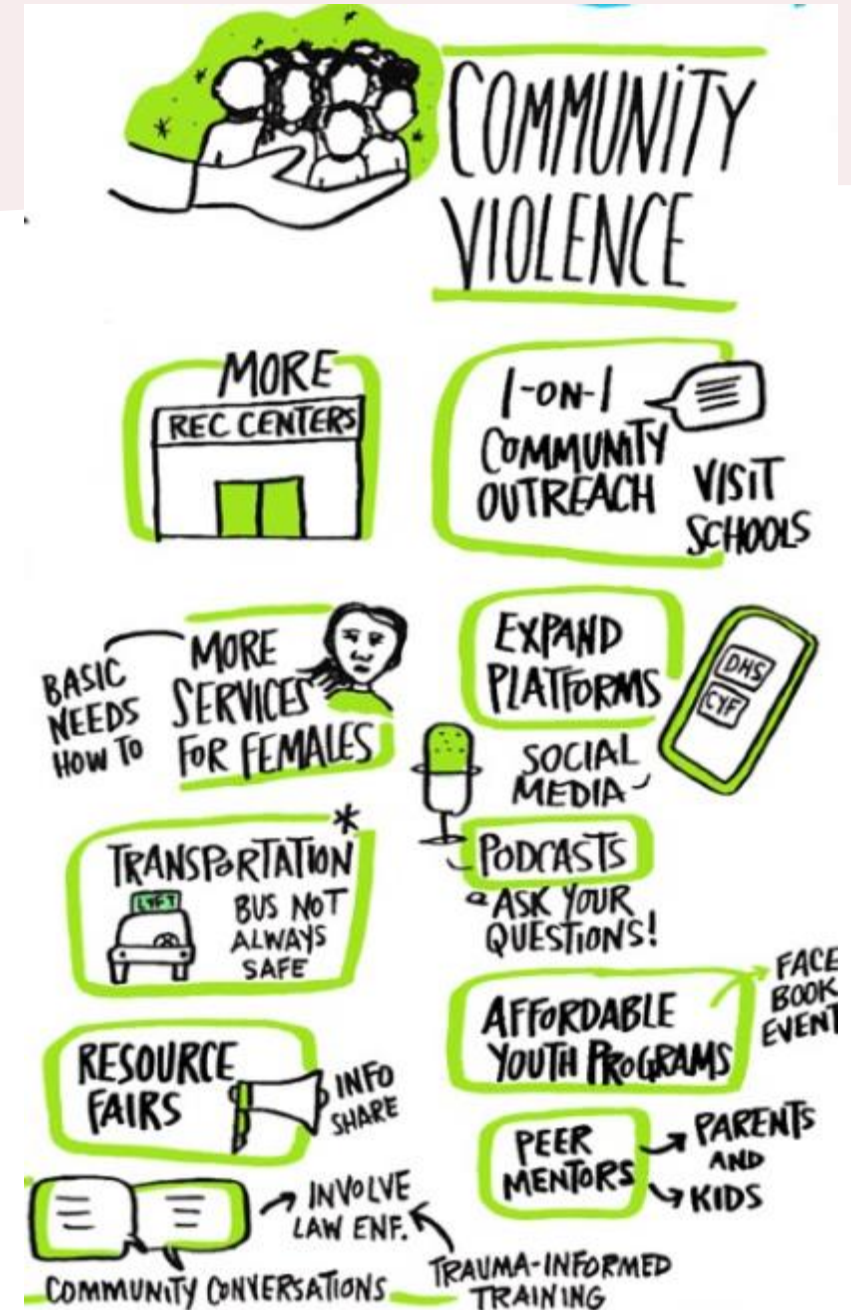 COMMUNITY
VIOLENCE
MORE
REC CENTERS
1-ON-1
COMMUNITY
OUTREACH
VISIT
SCHOOLS
BASIC
NEEDS
HOW TO
MORE
SERVICES
FOR FEMALES
EXPAND
PLATFORMS
DHS
CYF
SOCIAL
MEDIA
PODCASTS
ASK YOUR
QUESTIONS!
TRANSPORTATION*
LYFT
BUS NOT
ALWAYS
SAFE
AFFORDABLE
YOUTH PROGRAMS
FACE
BOOK
EVENT
RESOURCE
FAIRS
INFO
SHARE
PEER
MENTORS
PARENTS
AND
KIDS
INVOLVE
LAW ENF.
COMMUNITY CONVERSATIONS
TRAUMA-INFORMED
TRAINING